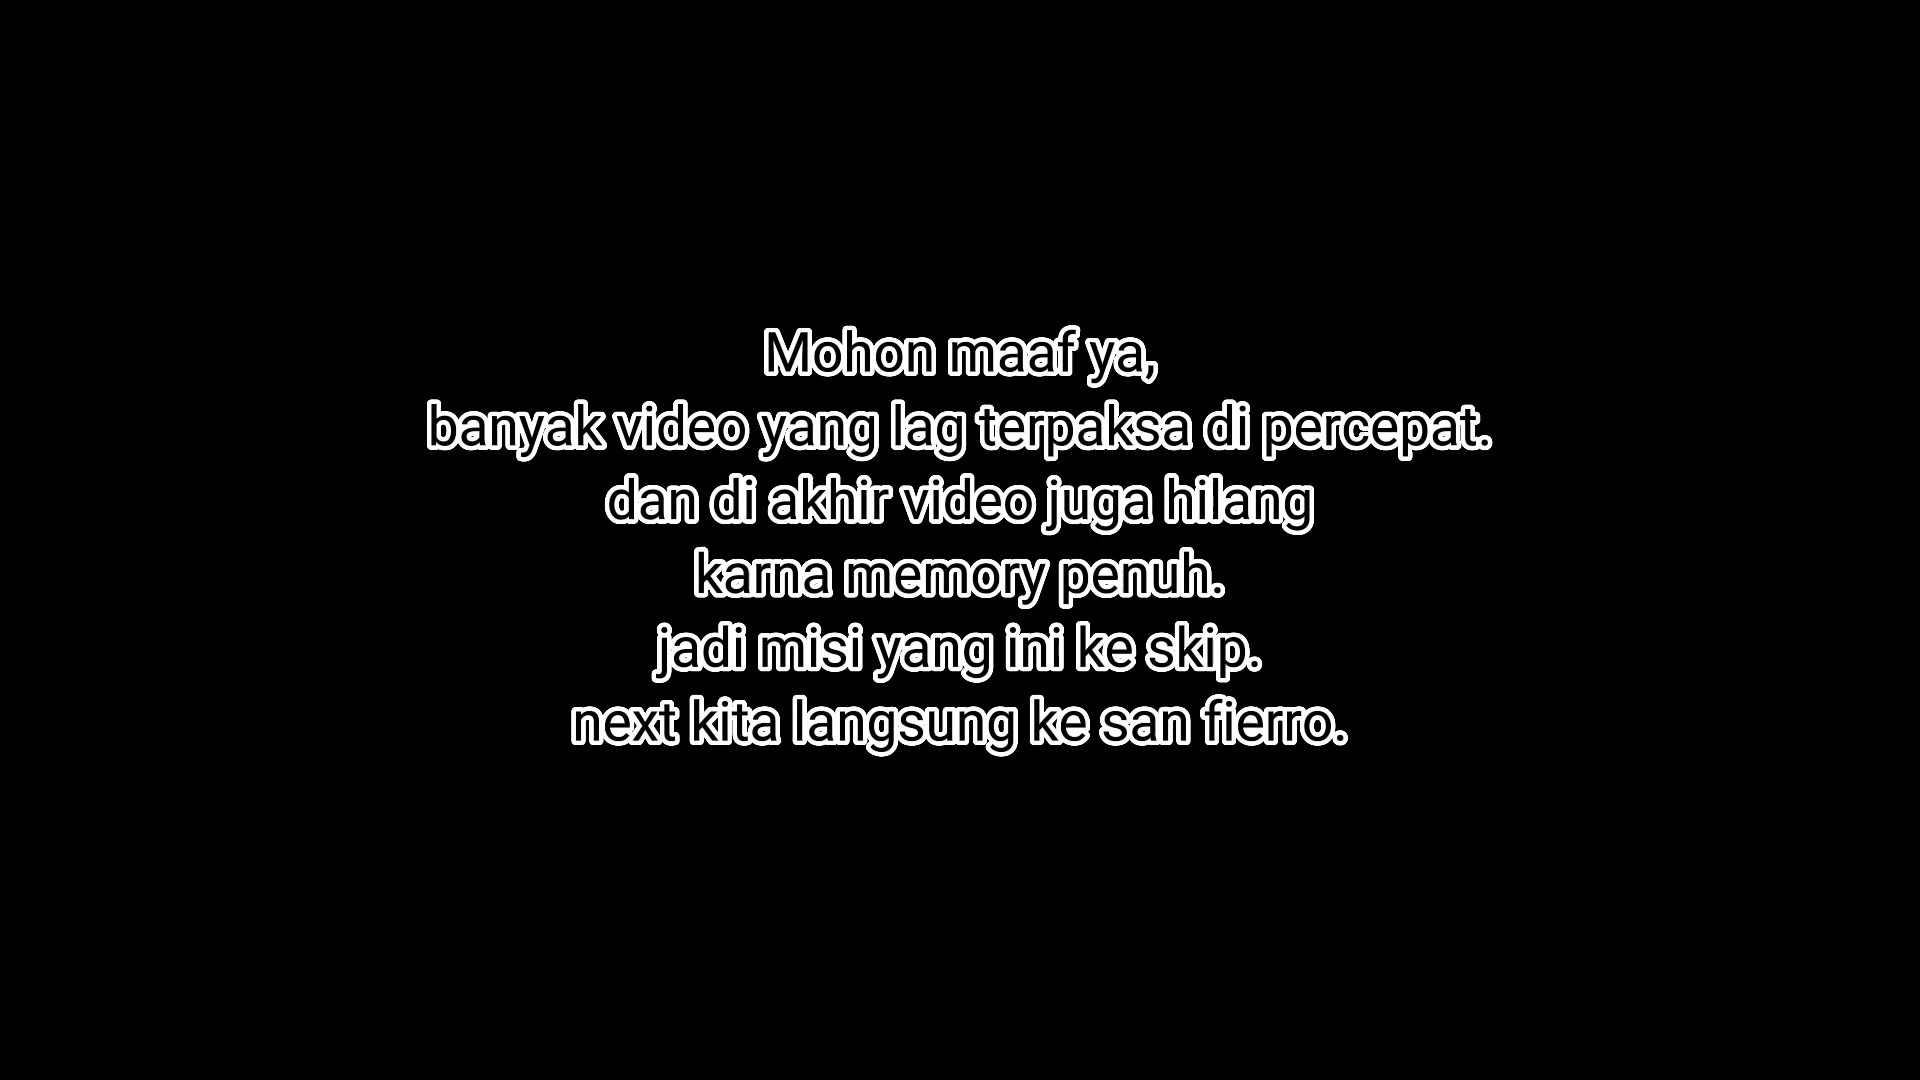 Mohon maaf ya,
banyak video yang lag terpaksa di percepat.
dan di akhir video juga hilang
karna memory penuh.
jadi misi yang ini ke skip.
next kita langsung ke san fierro.